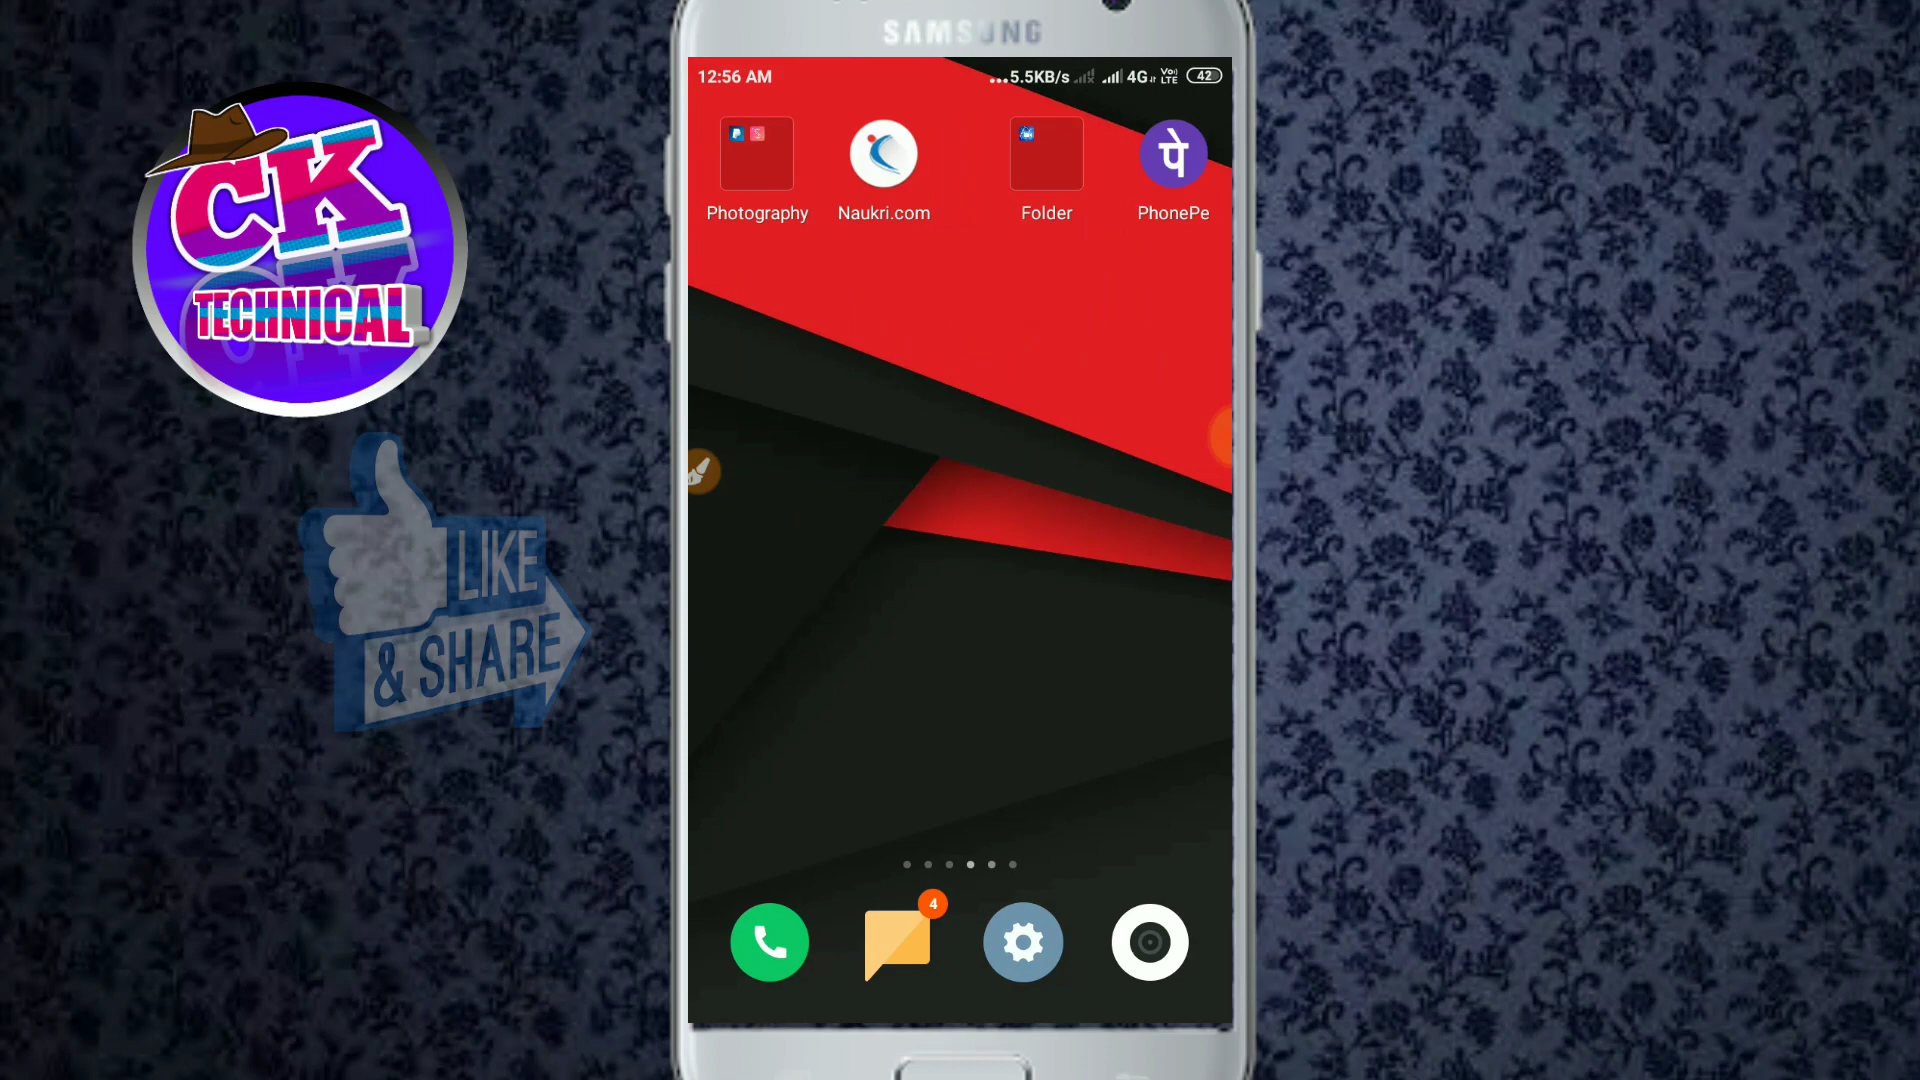 SAMSUNG
12:56 AM
...5.5KB/s
4G
Vo))
LTE
42
Photography
Naukri.com
Folder
पे
PhonePe
CK
TECHNICAL
LIKE
& SHARE
4